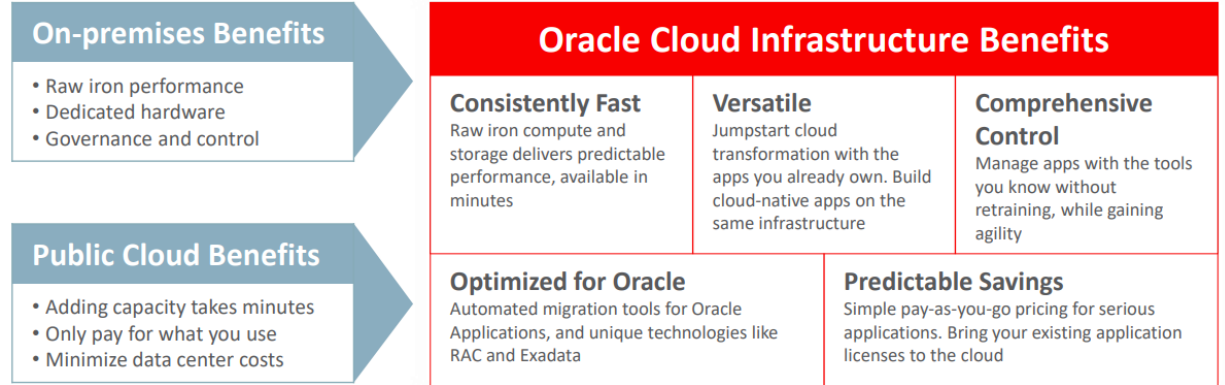 On-premises Benefits
• Raw iron performance
• Dedicated hardware
• Governance and control
Public Cloud Benefits
• Adding capacity takes minutes
• Only pay for what you use
• Minimize data center costs
Oracle Cloud Infrastructure Benefits
Consistently Fast
Raw iron compute and
storage delivers predictable
performance, available in
minutes
Versatile
Jumpstart cloud
transformation with the
apps you already own. Build
cloud-native apps on the
same infrastructure
Comprehensive
Control
Manage apps with the tools
you know without
retraining, while gaining
agility
Optimized for Oracle
Automated migration tools for Oracle
Applications, and unique technologies like
RAC and Exadata
Predictable Savings
Simple pay-as-you-go pricing for serious
applications. Bring your existing application
licenses to the cloud